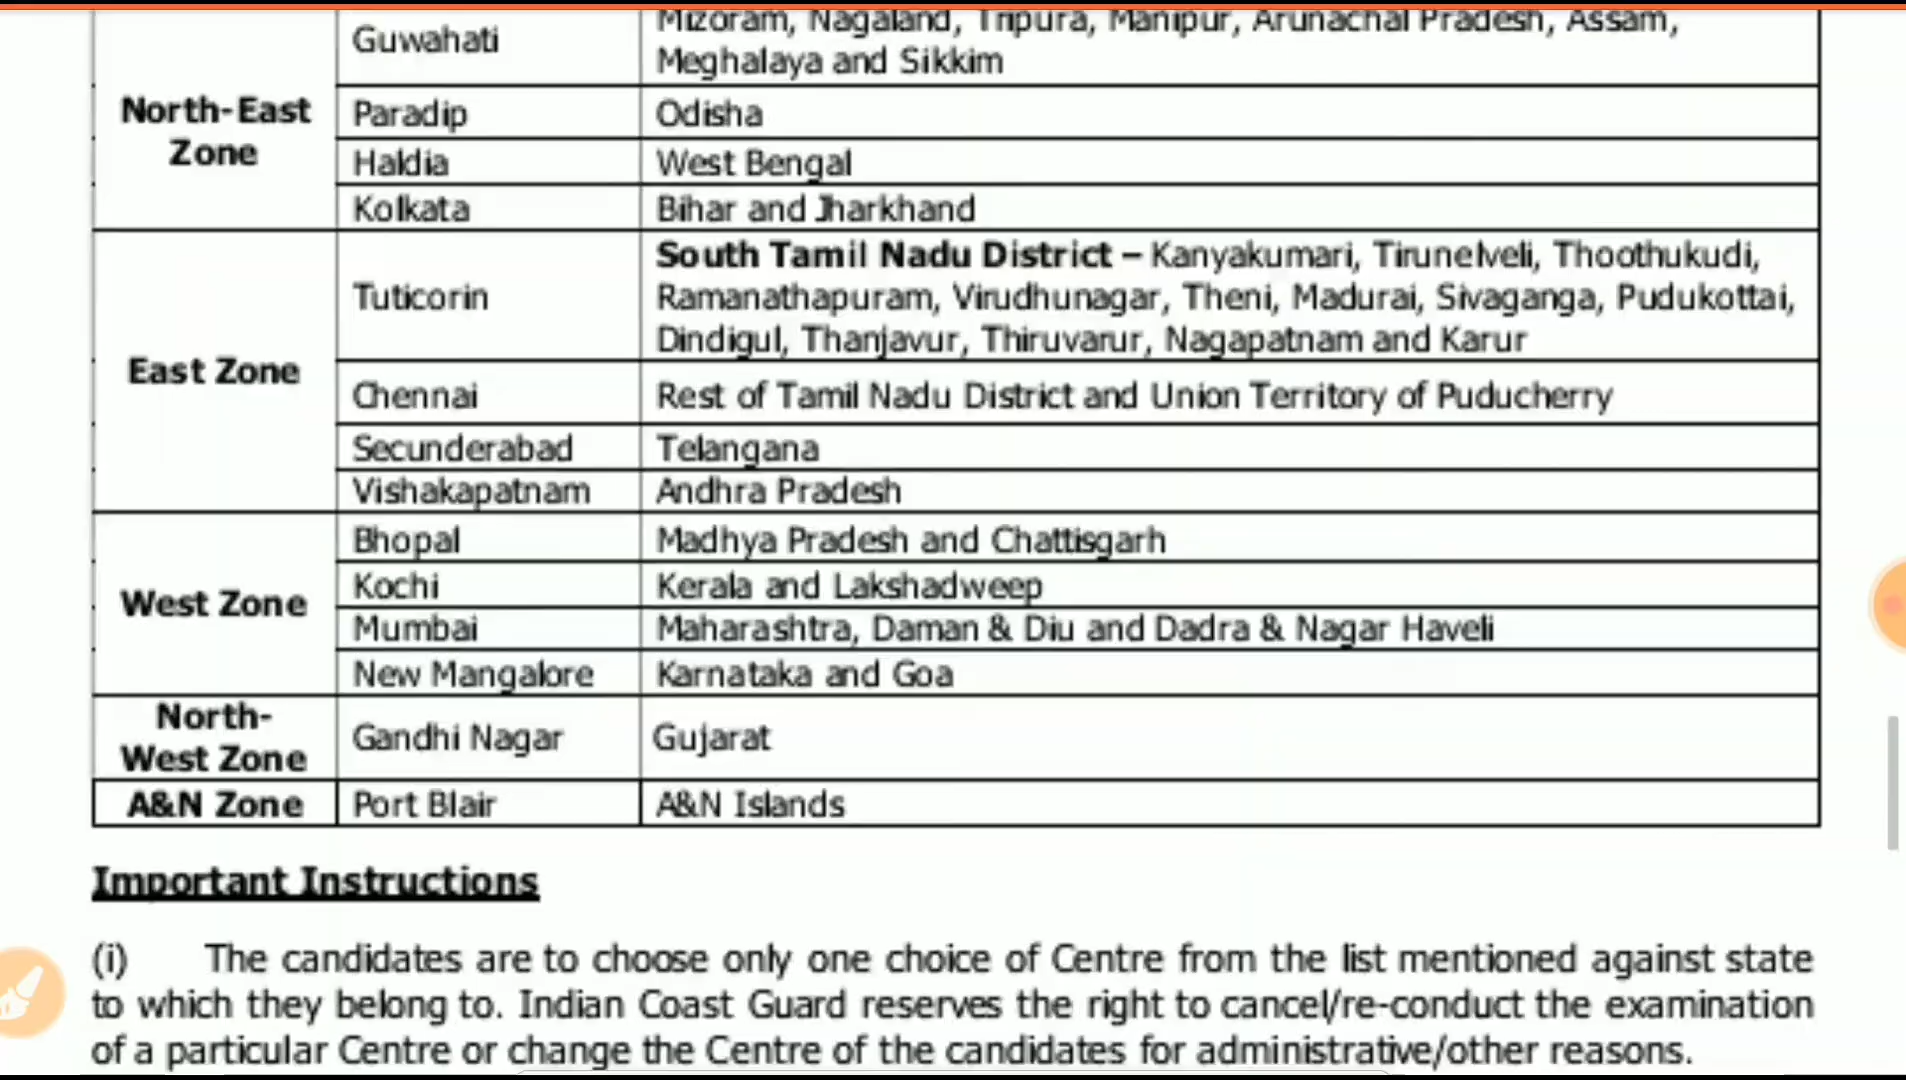 Guwahati
Mizoram, Nagaland, Tripura, Manipur, Arunachal Pradesh, Assam,
Meghalaya and Sikkim
North-East
Zone
Paradip
Odisha
Haldia
West Bengal
Kolkata
Bihar and Jharkhand
East Zone
Tuticorin
South Tamil Nadu District – Kanyakumari, Tirunelveli, Thoothukudi,
Ramanathapuram, Virudhunagar, Theni, Madurai, Sivaganga, Pudukottai,
Dindigul, Thanjavur, Thiruvarur, Nagapatnam and Karur
Chennai
Rest of Tamil Nadu District and Union Territory of Puducherry
Secunderabad
Telangana
Vishakapatnam
Andhra Pradesh
West Zone
Bhopal
Madhya Pradesh and Chattisgarh
Kochi
Kerala and Lakshadweep
Mumbai
Maharashtra, Daman & Diu and Dadra & Nagar Haveli
New Mangalore
Karnataka and Goa
North-
West Zone
Gandhi Nagar
Gujarat
A&N Zone
Port Blair
A&N Islands
Important Instructions
(i) The candidates are to choose only one choice of Centre from the list mentioned against state
to which they belong to. Indian Coast Guard reserves the right to cancel/re-conduct the examination
of a particular Centre or change the Centre of the candidates for administrative/other reasons.